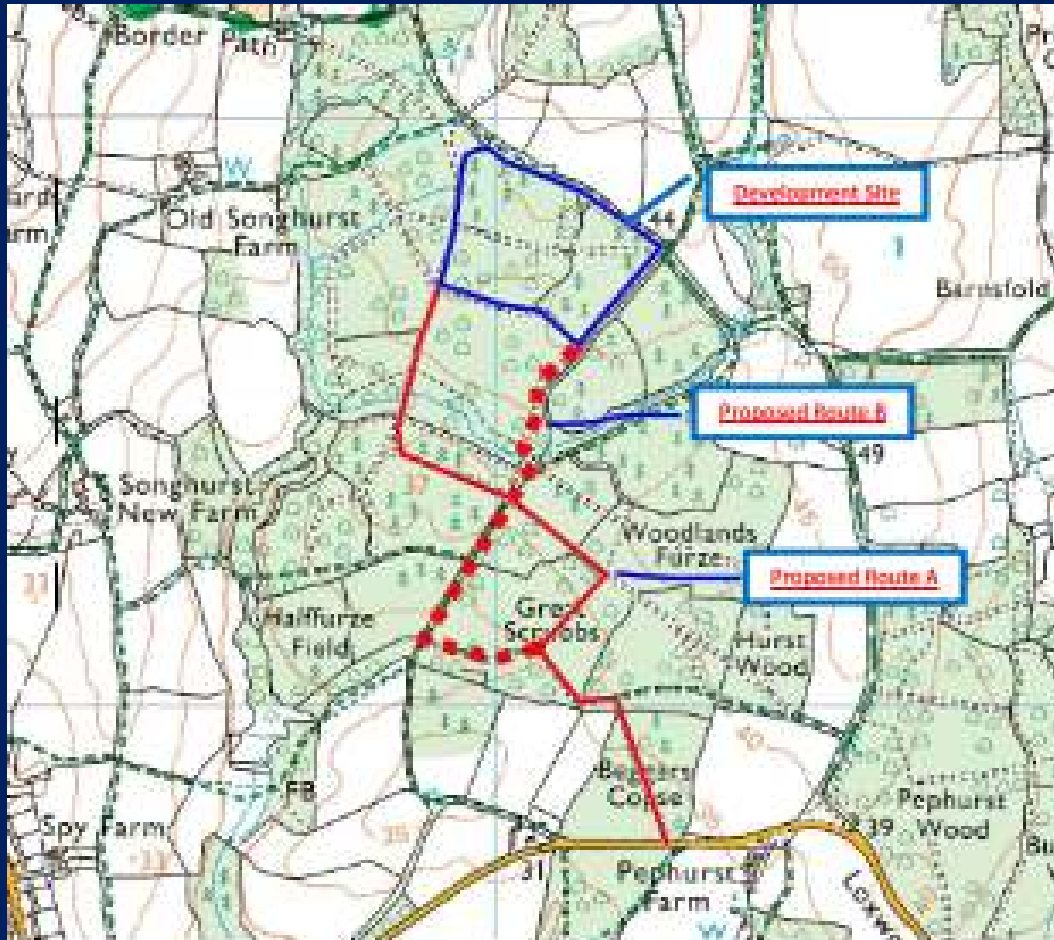 Border Path
W
Old Songhurst
Farm
Development Site
44
Barnsfold
Proposed Route B
49
Songhurst
New Farm
Woodlands
Furze
Proposed Route A
Halffurze
Field
Hurst
Wood
FB
Spy Farm
39
Pephurst
Wood
31
Pephurst
Farm
W